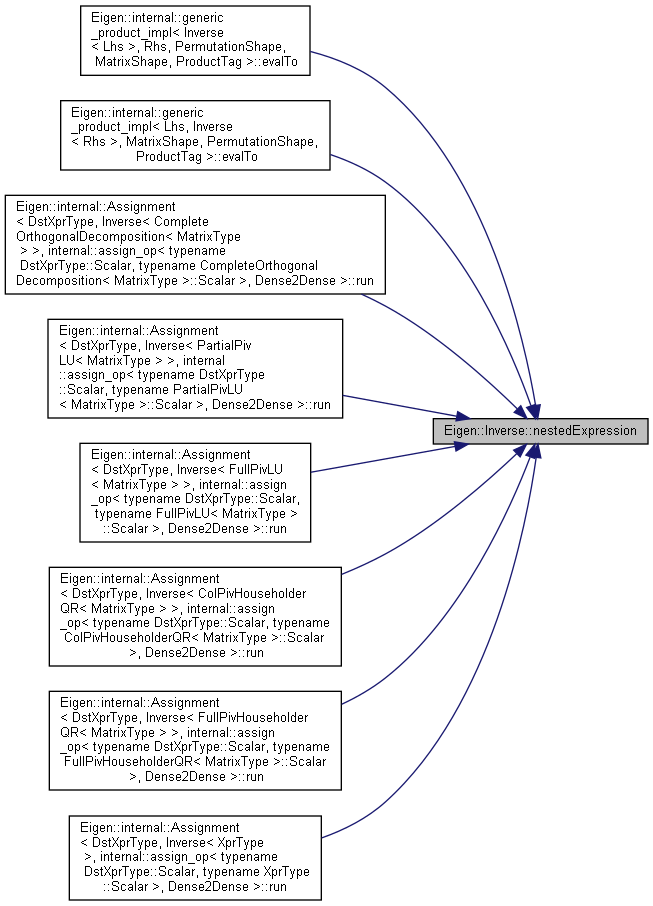 Eigen::internal::generic
_product_impl< Inverse
< Lhs >, Rhs, PermutationShape,
MatrixShape, ProductTag >::evalTo
Eigen::internal::generic
_product_impl< Lhs, Inverse
< Rhs >, MatrixShape, PermutationShape,
ProductTag >::evalTo
Eigen::internal::Assignment
< DstXprType, Inverse< Complete
OrthogonalDecomposition< MatrixType
> >, internal::assign_op< typename
DstXprType::Scalar, typename CompleteOrthogonal
Decomposition< MatrixType >::Scalar >, Dense2Dense >::run
Eigen::internal::Assignment
< DstXprType, Inverse< PartialPiv
LU< MatrixType > >, internal
::assign_op< typename DstXprType
::Scalar, typename PartialPivLU
< MatrixType >::Scalar >, Dense2Dense >::run
Eigen::Inverse::nestedExpression
Eigen::internal::Assignment
< DstXprType, Inverse< FullPivLU
< MatrixType > >, internal::assign
_op< typename DstXprType::Scalar,
typename FullPivLU< MatrixType >
::Scalar >, Dense2Dense >::run
Eigen::internal::Assignment
< DstXprType, Inverse< ColPivHouseholder
QR< MatrixType > >, internal::assign
_op< typename DstXprType::Scalar, typename
ColPivHouseholderQR< MatrixType >::Scalar
>, Dense2Dense >::run
Eigen::internal::Assignment
< DstXprType, Inverse< FullPivHouseholder
QR< MatrixType > >, internal::assign
_op< typename DstXprType::Scalar, typename
FullPivHouseholderQR< MatrixType >::Scalar
>, Dense2Dense >::run
Eigen::internal::Assignment
< DstXprType, Inverse< XprType
>, internal::assign_op< typename
DstXprType::Scalar, typename XprType
::Scalar >, Dense2Dense >::run